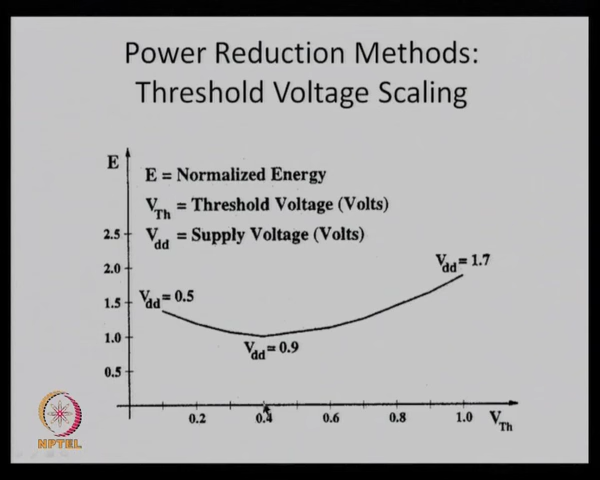 Power Reduction Methods:
Threshold Voltage Scaling
E
E = Normalized Energy
VTh = Threshold Voltage (Volts)
Vdd = Supply Voltage (Volts)
2.5
2.0
1.5
1.0
0.5
Vdd = 1.7
Vdd = 0.5
Vdd = 0.9
0.2
0.4
0.6
0.8
1.0
VTh
NPTEL